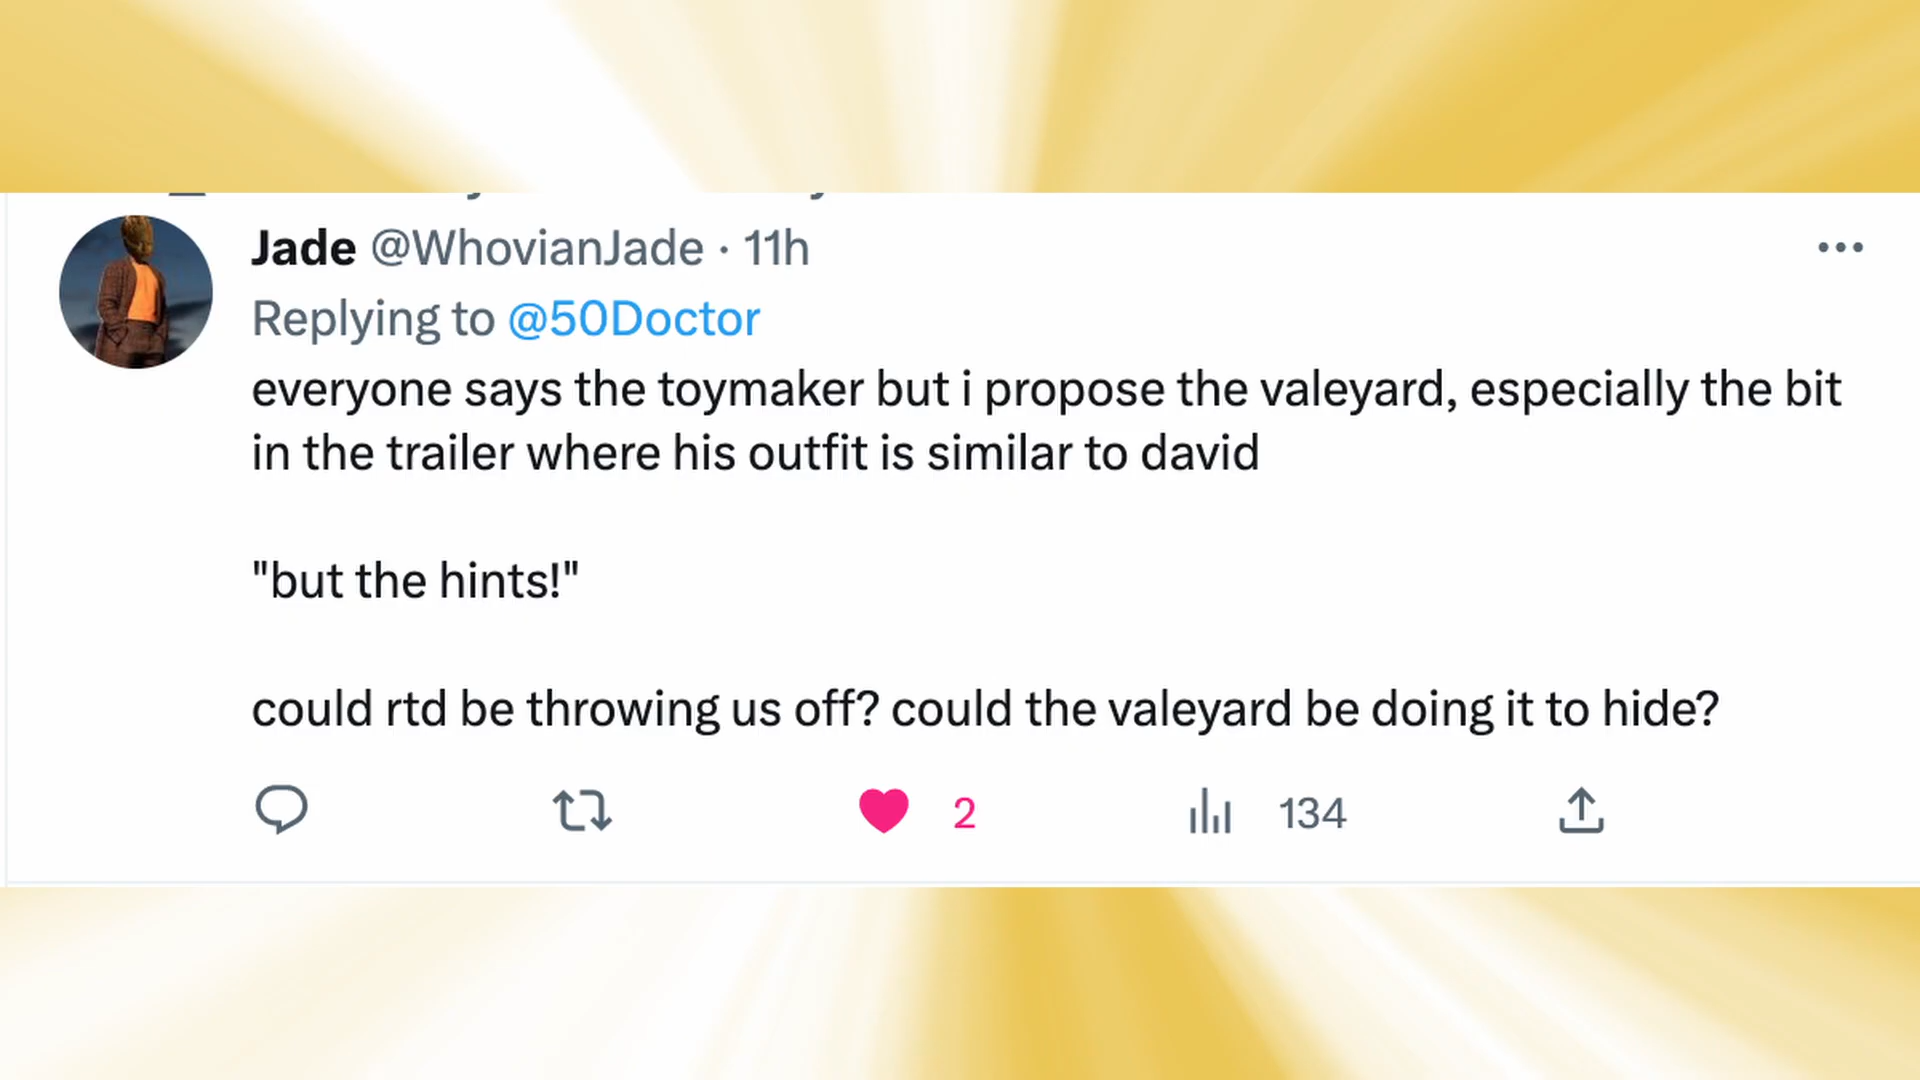 Jade @WhovianJade · 11h
Replying to @50Doctor
everyone says the toymaker but i propose the valeyard, especially the bit
in the trailer where his outfit is similar to david
"but the hints!"
could rtd be throwing us off? could the valeyard be doing it to hide?
2 134